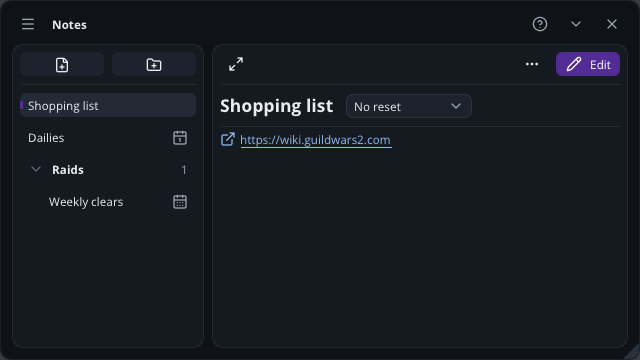 Notes
Shopping list
Dailies
Raids 1
Weekly clears
Edit
Shopping list No reset
https://wiki.guildwars2.com